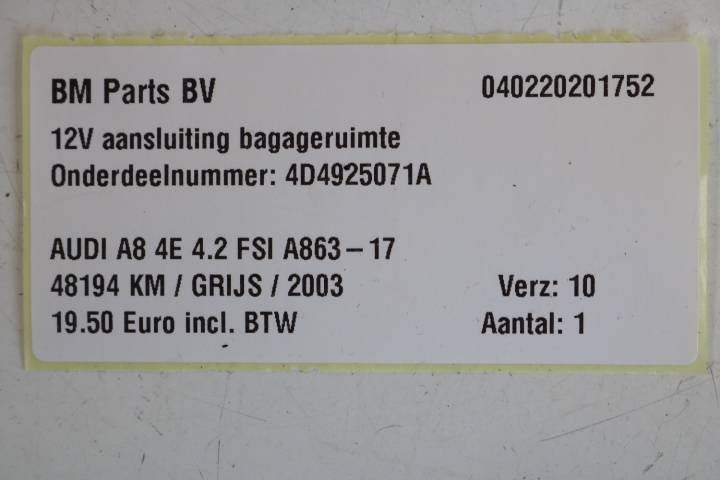 BM Parts BV 040220201752
12V aansluiting bagageruimte
Onderdeelnummer: 4D4925071A
AUDI A8 4E 4.2 FSI A863-17
48194 KM / GRIJS / 2003 Verz: 10
19.50 Euro incl. BTW Aantal: 1